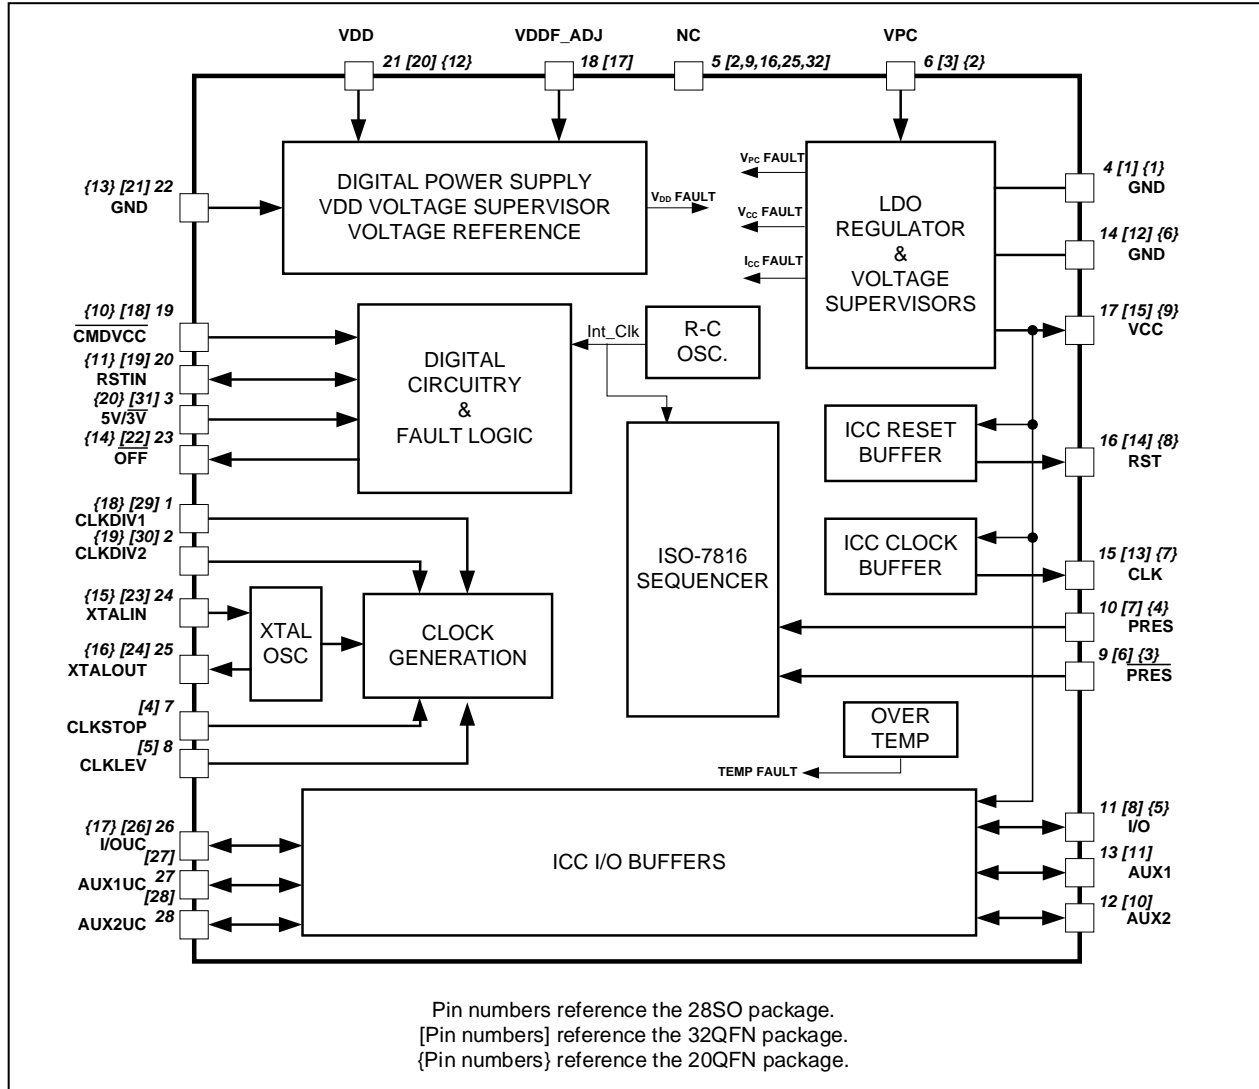 VDD
21 [20] {12}
VDDF_ADJ
18 [17]
NC
5 [2,9,16,25,32]
VPC
6 [3] {2}
{13} [21] 22
GND
DIGITAL POWER SUPPLY
VDD VOLTAGE SUPERVISOR
VOLTAGE REFERENCE
VDD FAULT
VPC FAULT
VCC FAULT
ICC FAULT
LDO
REGULATOR
&
VOLTAGE
SUPERVISORS
4 [1] {1}
GND
14 [12] {6}
GND
17 [15] {9}
VCC
{10} [18] 19
CMDVCC
{11} [19] 20
RSTIN
{20} [31] 3
5V/3V
{14} [22] 23
OFF
DIGITAL
CIRCUITRY
&
FAULT LOGIC
Int_Clk
R-C
OSC.
ICC RESET
BUFFER
16 [14] {8}
RST
{18} [29] 1
CLKDIV1
{19} [30] 2
CLKDIV2
{15} [23] 24
XTALIN
{16} [24] 25
XTALOUT
[4] 7
CLKSTOP
[5] 8
CLKLEV
XTAL
OSC
CLOCK
GENERATION
ISO-7816
SEQUENCER
ICC CLOCK
BUFFER
15 [13] {7}
CLK
10 [7] {4}
PRES
9 [6] {3}
PRES
OVER
TEMP
TEMP FAULT
{17} [26] 26
I/OUC
[27]
AUX1UC 27
[28]
AUX2UC 28
ICC I/O BUFFERS
11 [8] {5}
I/O
13 [11]
AUX1
12 [10]
AUX2
Pin numbers reference the 28SO package.
[Pin numbers] reference the 32QFN package.
{Pin numbers} reference the 20QFN package.